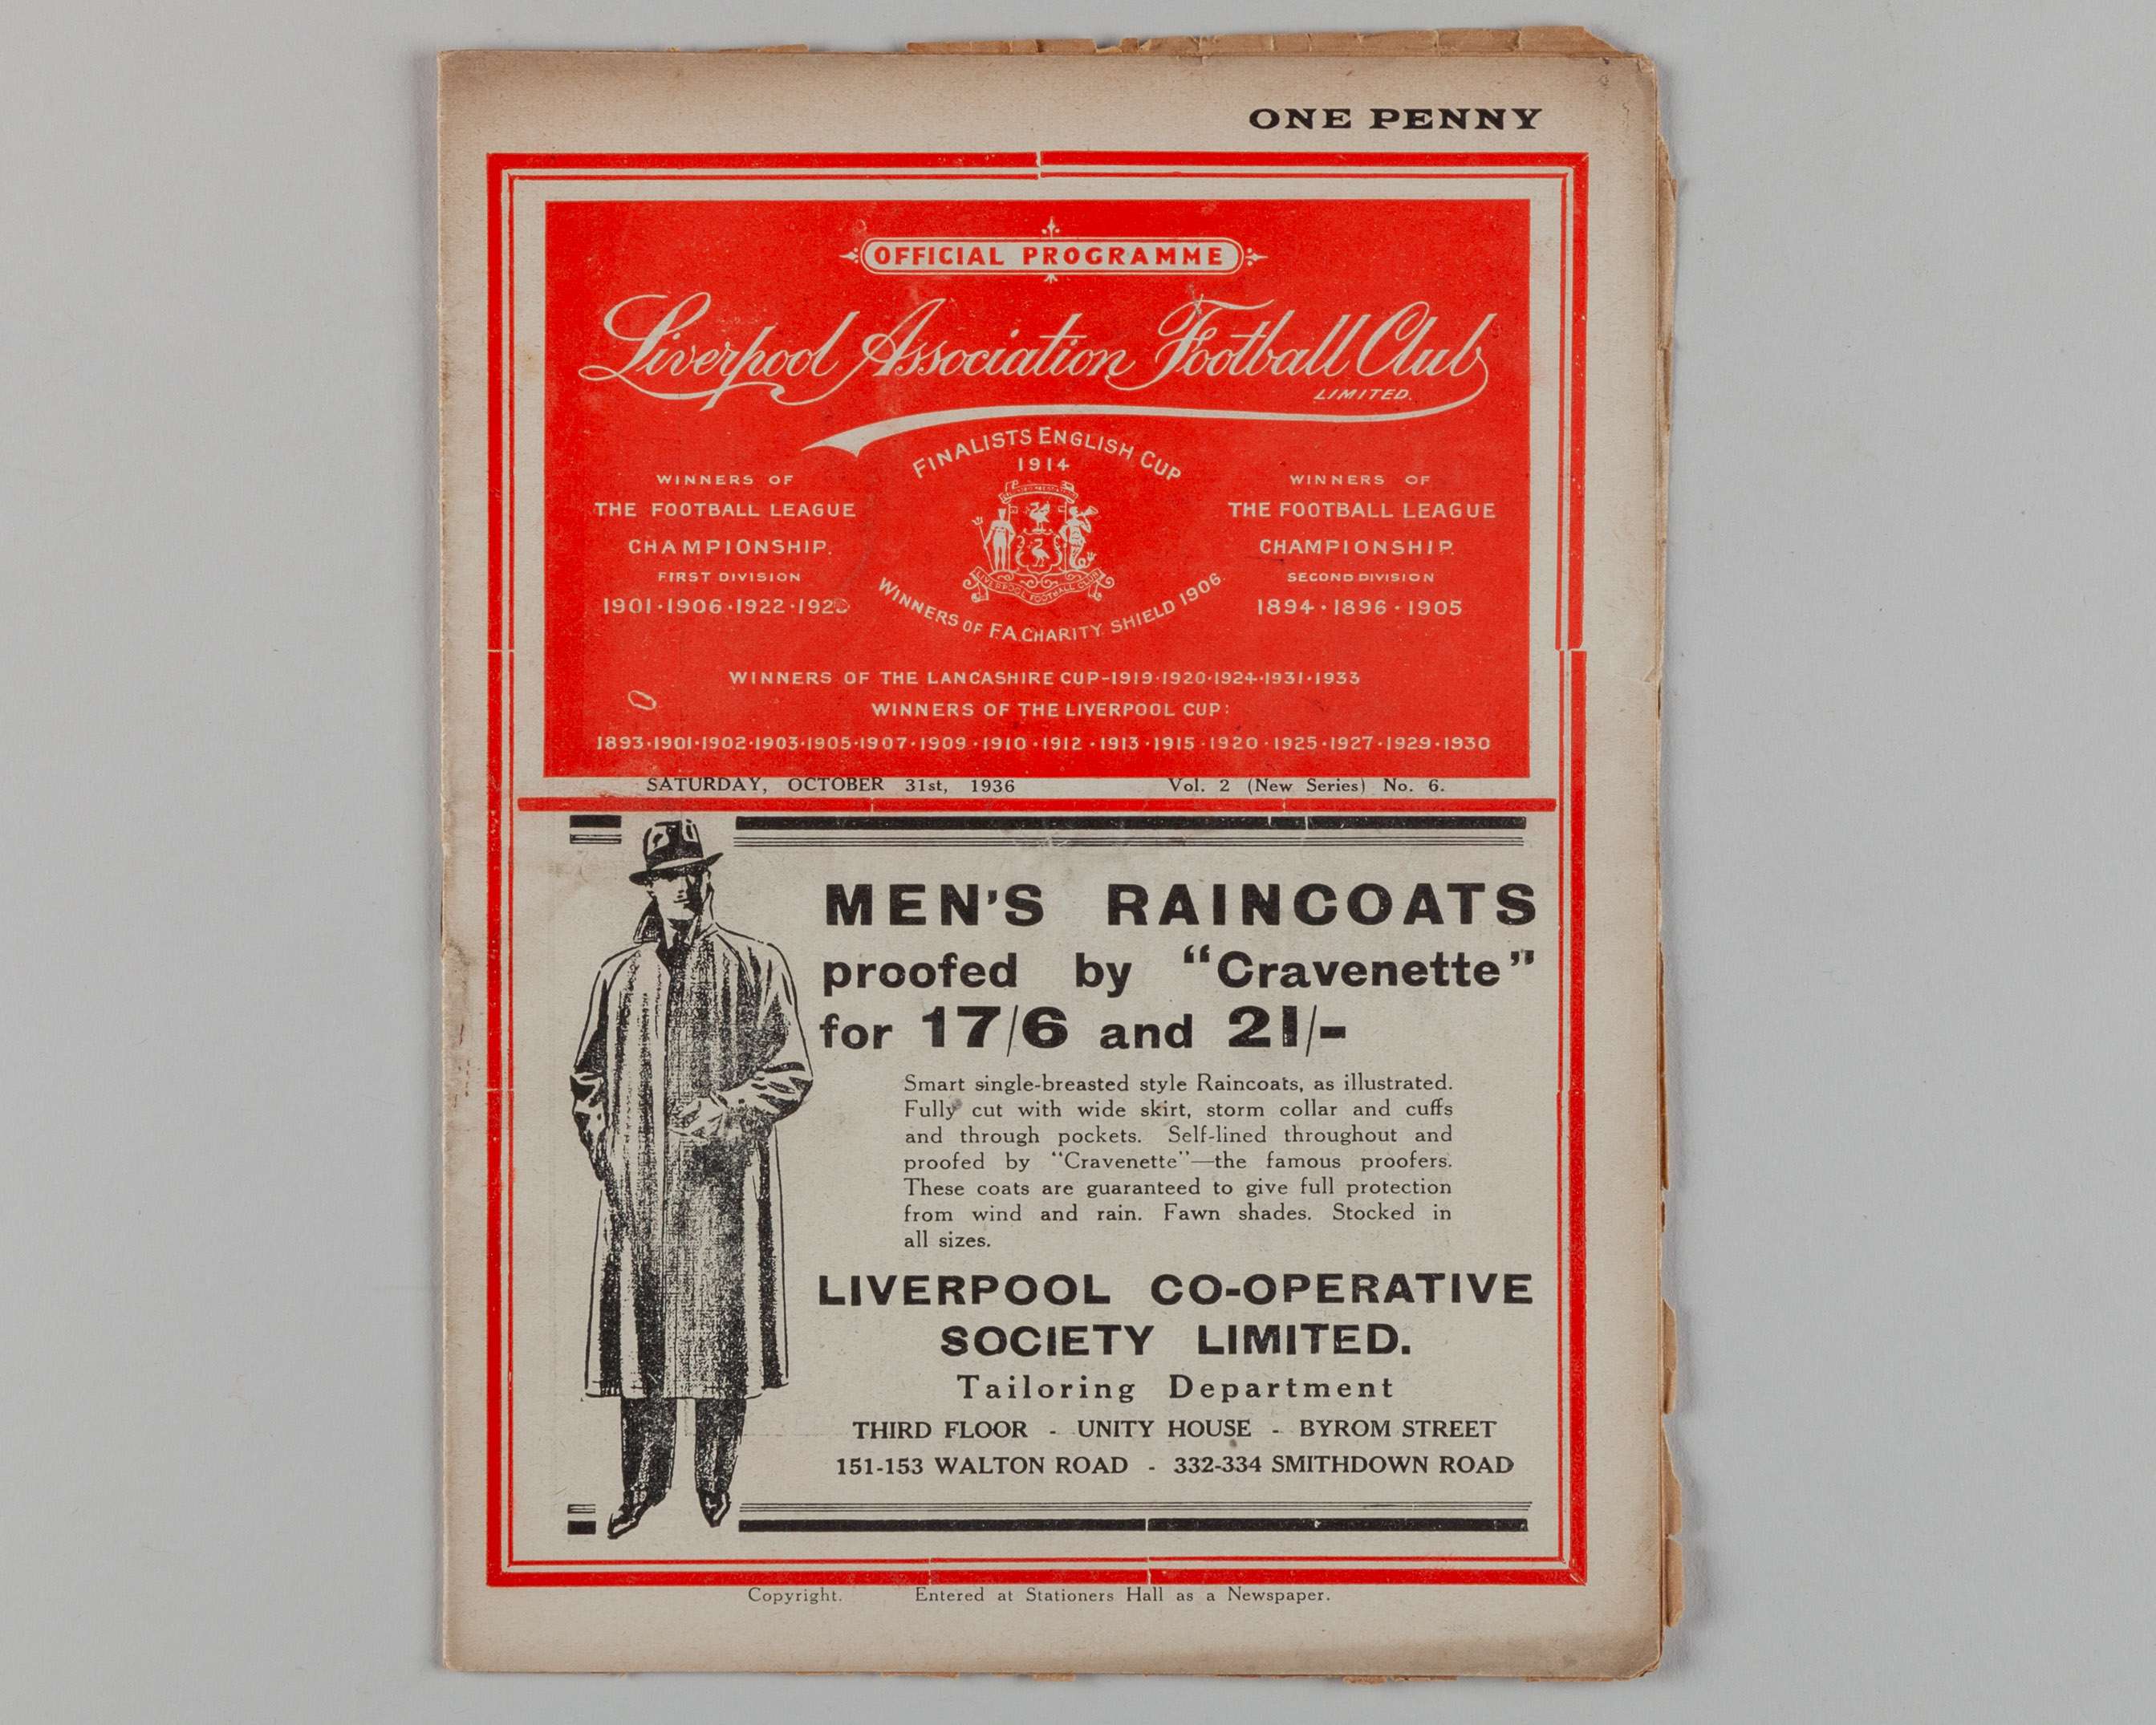 ONE PENNY
OFFICIAL PROGRAMME
Liverpool Association Football Club
LIMITED.
FINALISTS ENGLISH CUP
1914
WINNERS OF
THE FOOTBALL LEAGUE
CHAMPIONSHIP.
FIRST DIVISION
1901·1906·1922·1923
LIVERPOOL FOOTBALL CLUB
WINNERS OF F.A. CHARITY SHIELD 1906
WINNERS OF
THE FOOTBALL LEAGUE
CHAMPIONSHIP.
SECOND DIVISION
1894·1896·1905
WINNERS OF THE LANCASHIRE CUP-1919·1920·1924·1931·1933
WINNERS OF THE LIVERPOOL CUP:
1893·1901·1902·1903·1905·1907·1909·1910·1912·1913·1915·1920·1925·1927·1929·1930
SATURDAY, OCTOBER 31st, 1936 Vol. 2 (New Series) No. 6.
MEN'S RAINCOATS
proofed by "Cravenette"
for 17/6 and 21/-
Smart single-breasted style Raincoats, as illustrated.
Fully cut with wide skirt, storm collar and cuffs
and through pockets. Self-lined throughout and
proofed by "Cravenette"—the famous proofers.
These coats are guaranteed to give full protection
from wind and rain. Fawn shades. Stocked in
all sizes.
LIVERPOOL CO-OPERATIVE
SOCIETY LIMITED.
Tailoring Department
THIRD FLOOR - UNITY HOUSE - BYROM STREET
151-153 WALTON ROAD - 332-334 SMITHDOWN ROAD
Copyright. Entered at Stationers Hall as a Newspaper.